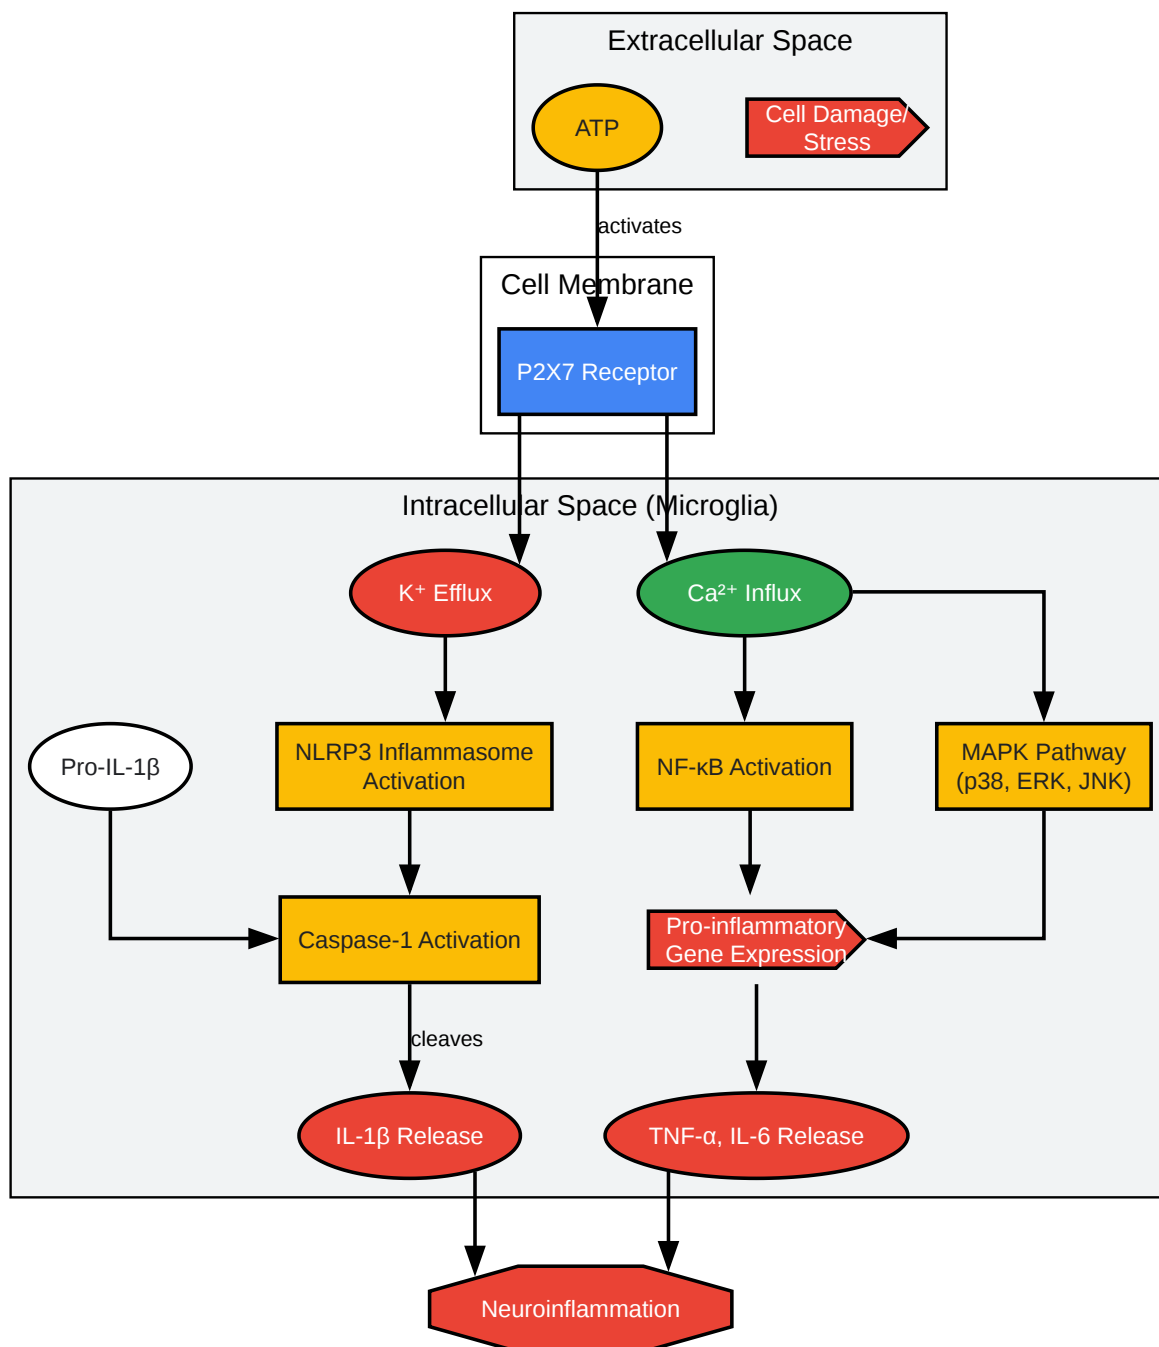 Extracellular Space
ATP
Cell Damage/
Stress
activates
Cell Membrane
P2X7 Receptor
Intracellular Space (Microglia)
K⁺ Efflux
Ca²⁺ Influx
Pro-IL-1β
NLRP3 Inflammasome
Activation
NF-κB Activation
MAPK Pathway
(p38, ERK, JNK)
Caspase-1 Activation
Pro-inflammatory
Gene Expression
cleaves
IL-1β Release
TNF-α, IL-6 Release
Neuroinflammation